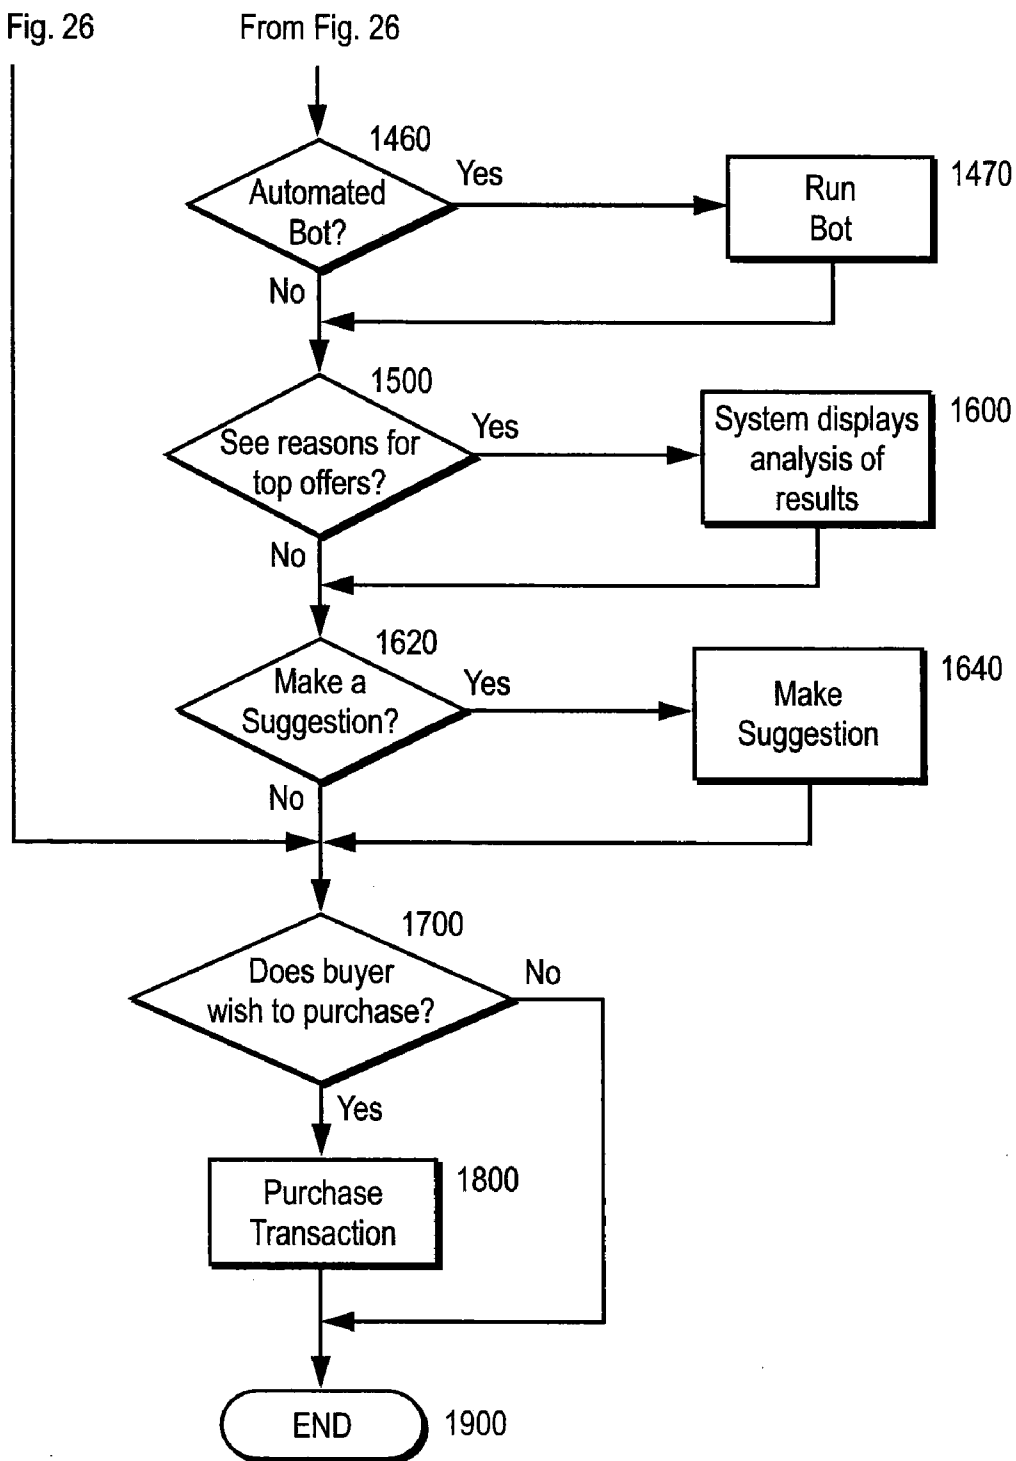 Fig. 26
From Fig. 26
1460
Automated
Bot?
Yes
Run
Bot
1470
No
1500
See reasons for
top offers?
Yes
System displays
analysis of
results
1600
No
1620
Make a
Suggestion?
Yes
Make
Suggestion
1640
No
1700
Does buyer
wish to purchase?
No
Yes
Purchase
Transaction
1800
END
1900